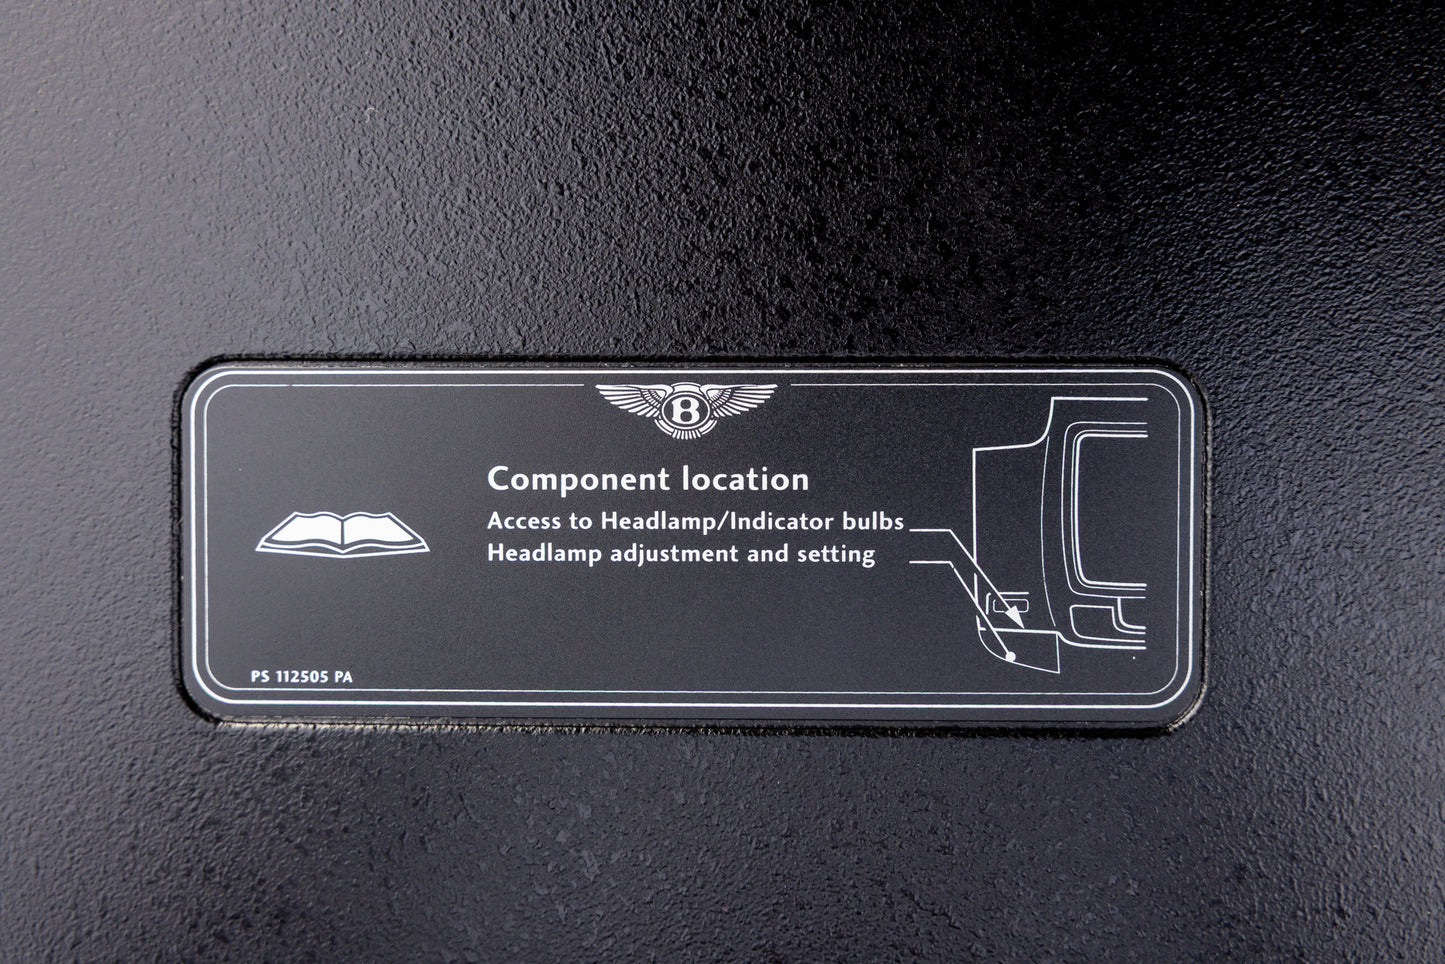 B
Component location
Access to Headlamp/Indicator bulbs
Headlamp adjustment and setting
PS 112505 PA